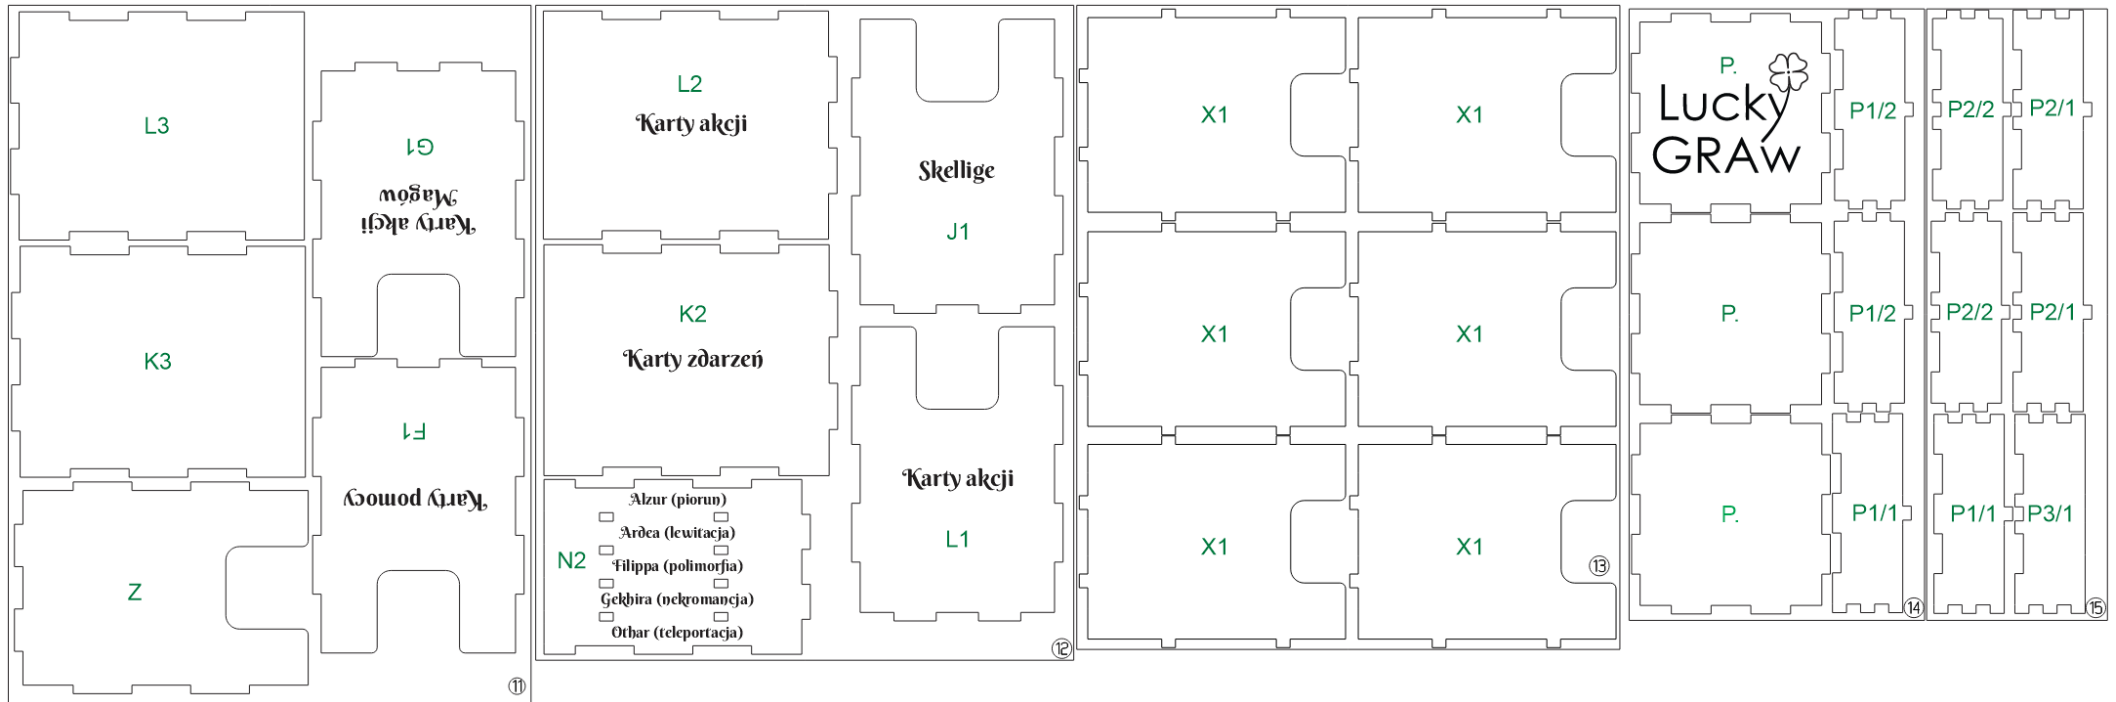 L3
G1
Karty akcji
Magów
K3
F1
Karty pomocy
Z
11
L2
Karty akcji
Skellige
J1
K2
Karty zdarzeń
Karty akcji
L1
N2
Alzur (piorun)
Ardea (lewitacja)
Filippa (polimorfia)
Gekhira (nekromancja)
Othar (teleportacja)
12
X1
X1
X1
X1
X1
X1
13
P.
Lucky
GRAw
P1/2
P.
P1/2
P.
P1/1
14
P2/2
P2/1
P2/2
P2/1
P1/1
P3/1
15